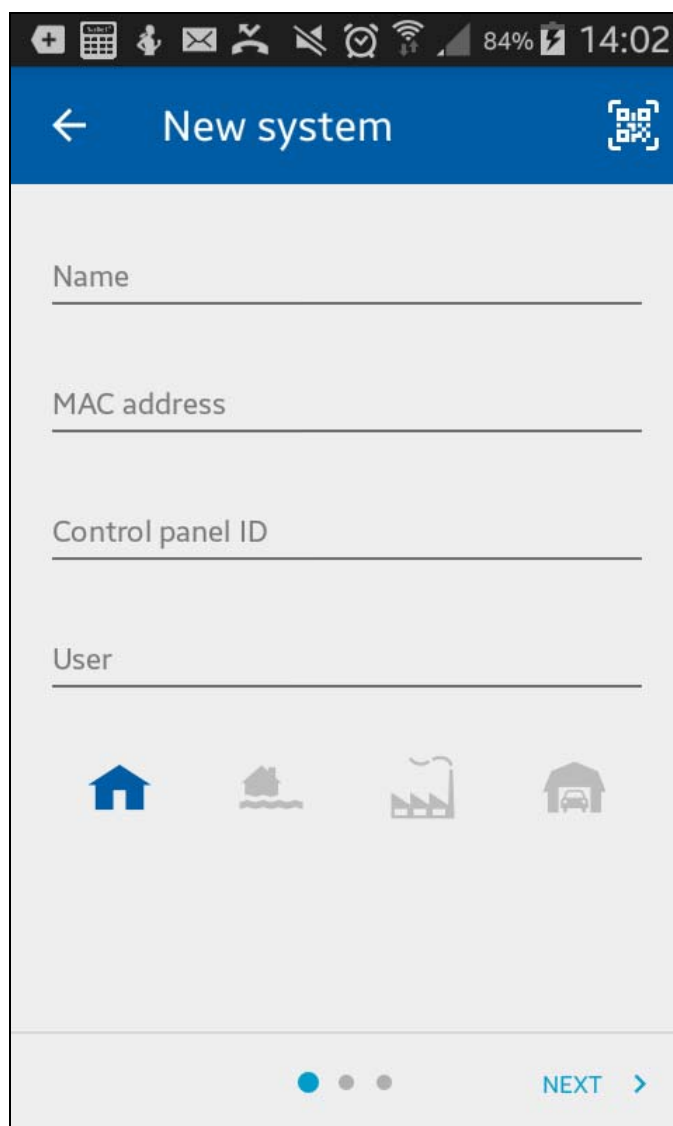 84% 14:02
New system
Name
MAC address
Control panel ID
User
NEXT